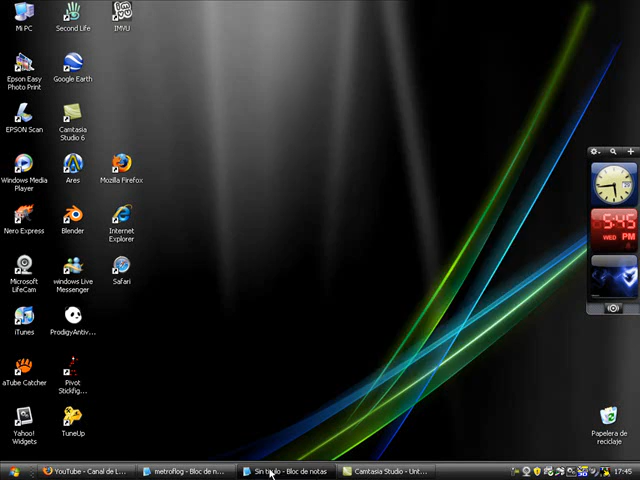 Mi PC
Second Life
IMVU
Epson Easy
Photo Print
Google Earth
EPSON Scan
Camtasia
Studio 6
Windows Media
Player
Ares
Mozilla Firefox
Nero Express
Blender
Internet
Explorer
Microsoft
LifeCam
windows Live
Messenger
Safari
iTunes
ProdigyAntiv...
aTube Catcher
Pivot
Stickfig...
Yahoo!
Widgets
TuneUp
5:45
WED PM
Papelera de
reciclaje
YouTube - Canal de L...
metroflog - Bloc de n...
Sin título - Bloc de notas
Camtasia Studio - Unt...
17:45